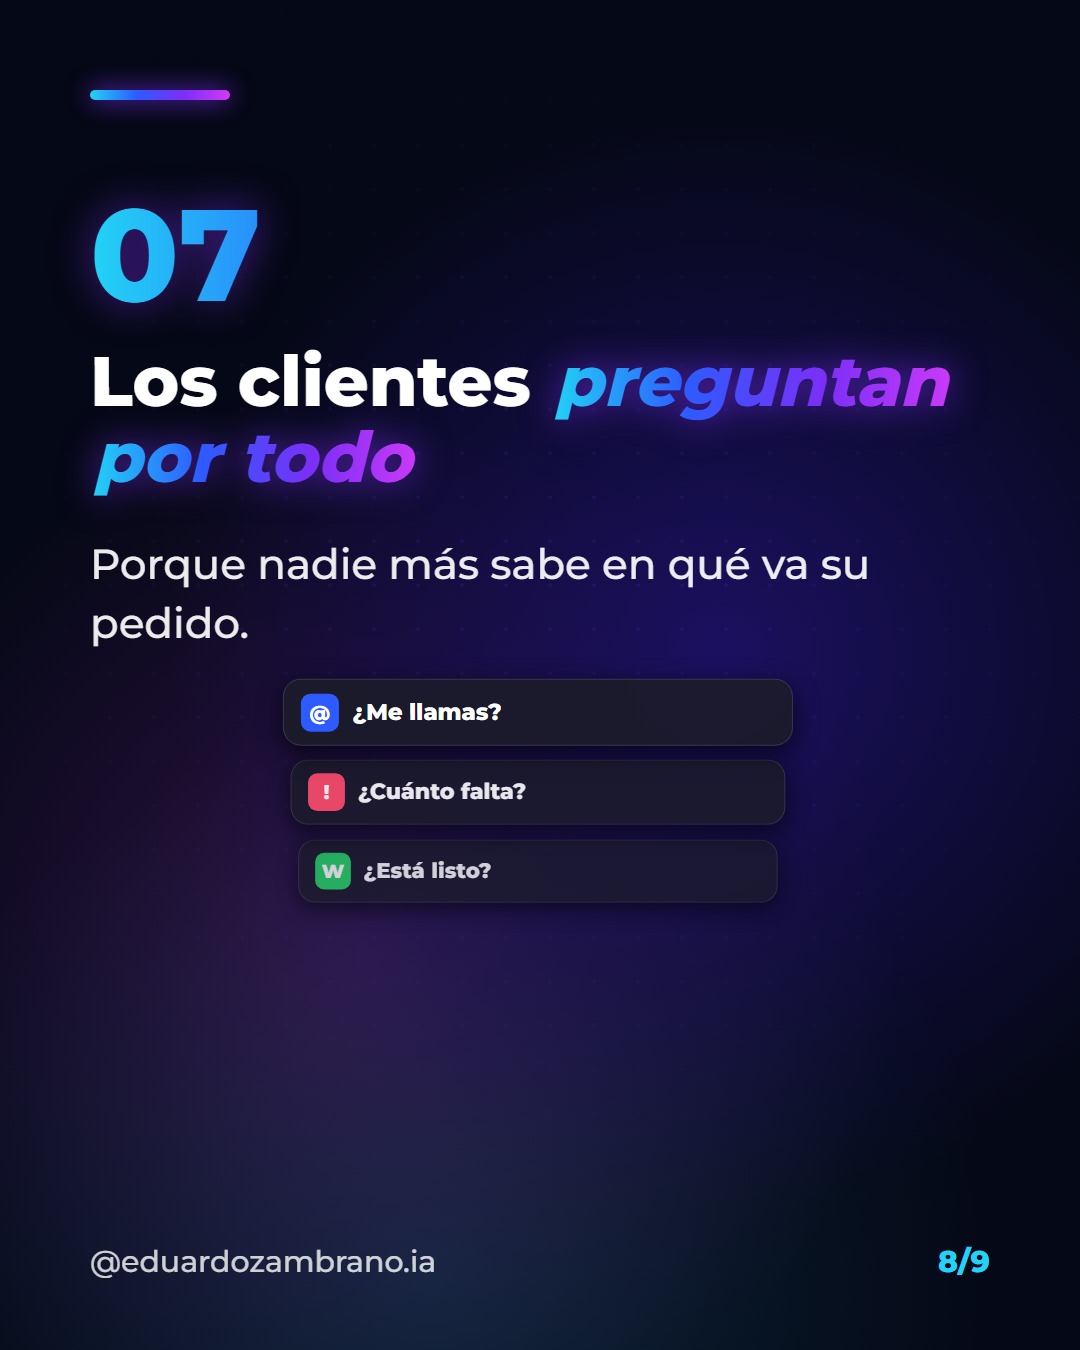 07
Los clientes preguntan
por todo
Porque nadie más sabe en qué va su
pedido.
@ ¿Me llamas?
! ¿Cuánto falta?
W ¿Está listo?
@eduardozambrano.ia
8/9